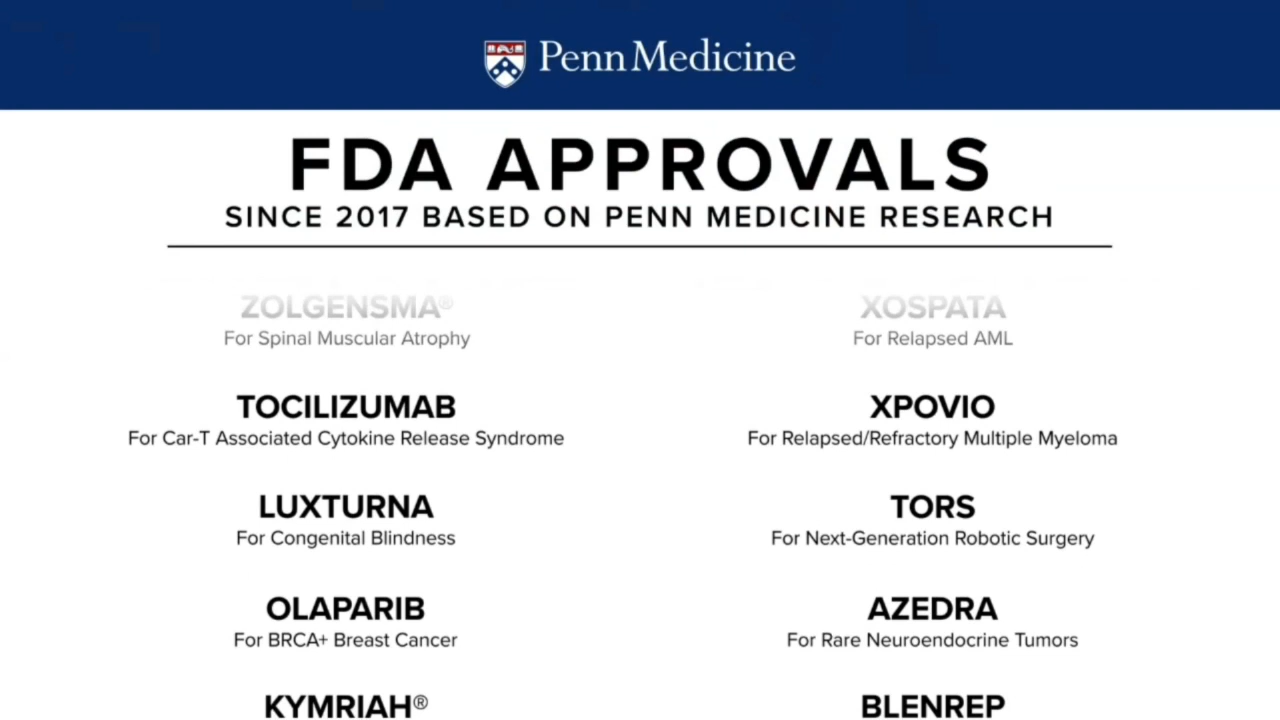 Penn Medicine
FDA APPROVALS
SINCE 2017 BASED ON PENN MEDICINE RESEARCH
ZOLGENSMA®
For Spinal Muscular Atrophy
XOSPATA
For Relapsed AML
TOCILIZUMAB
For Car-T Associated Cytokine Release Syndrome
XPOVIO
For Relapsed/Refractory Multiple Myeloma
LUXTURNA
For Congenital Blindness
TORS
For Next-Generation Robotic Surgery
OLAPARIB
For BRCA+ Breast Cancer
AZEDRA
For Rare Neuroendocrine Tumors
KYMRIAH®
BLENREP